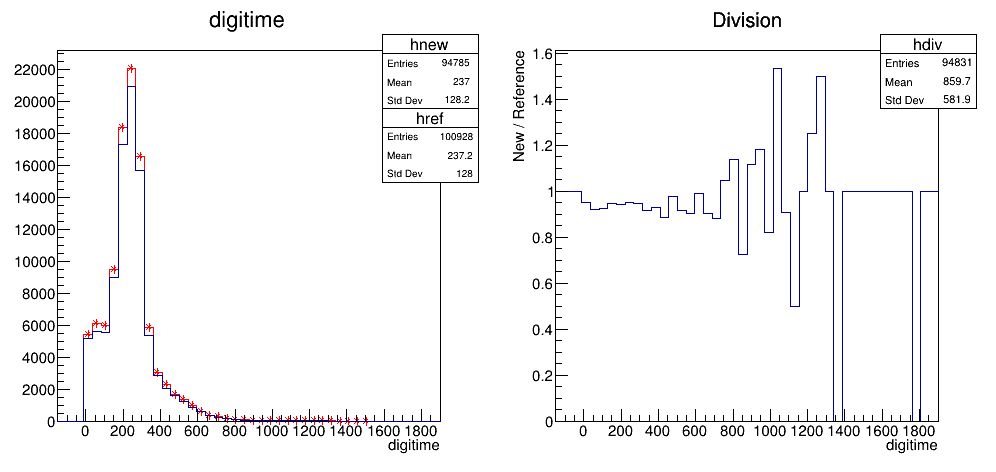 digitime
hnew
Entries 94785
Mean 237
Std Dev 128.2
href
Entries 100928
Mean 237.2
Std Dev 128
22000
20000
18000
16000
14000
12000
10000
8000
6000
4000
2000
0
0 200 400 600 800 1000 1200 1400 1600 1800
digitime
Division
hdiv
Entries 94831
Mean 859.7
Std Dev 581.9
New / Reference
1.6
1.4
1.2
1
0.8
0.6
0.4
0.2
0
0 200 400 600 800 1000 1200 1400 1600 1800
digitime